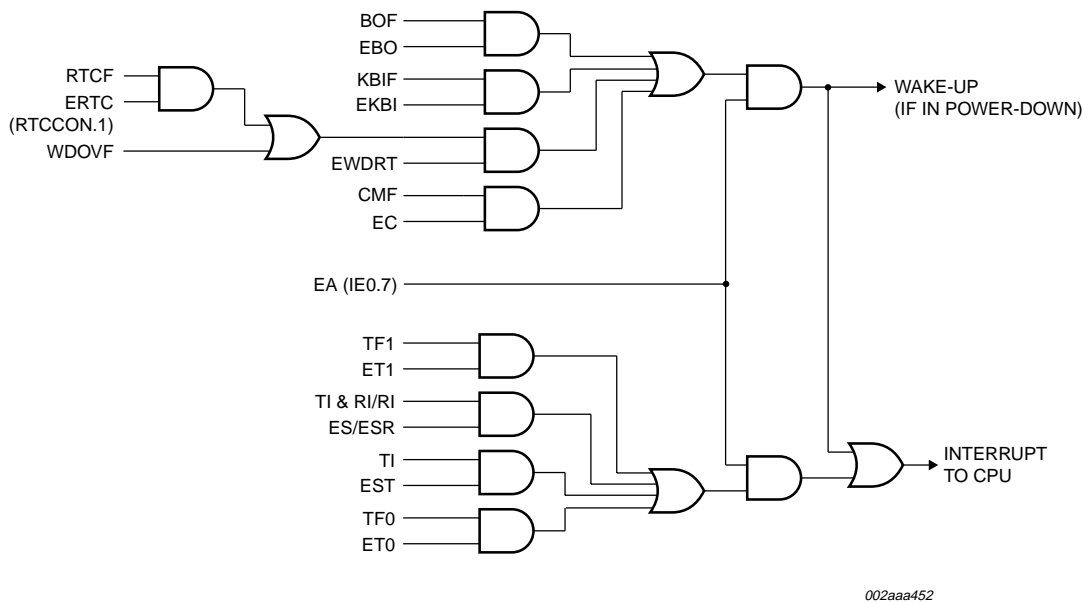 BOF
EBO
RTCF
KBIF
ERTC
EKBI
(RTCCON.1)
WDOVF
EWDRT
CMF
EC
WAKE-UP
(IF IN POWER-DOWN)
EA (IE0.7)
TF1
ET1
TI & RI/RI
ES/ESR
TI
EST
TF0
ET0
INTERRUPT
TO CPU
002aaa452